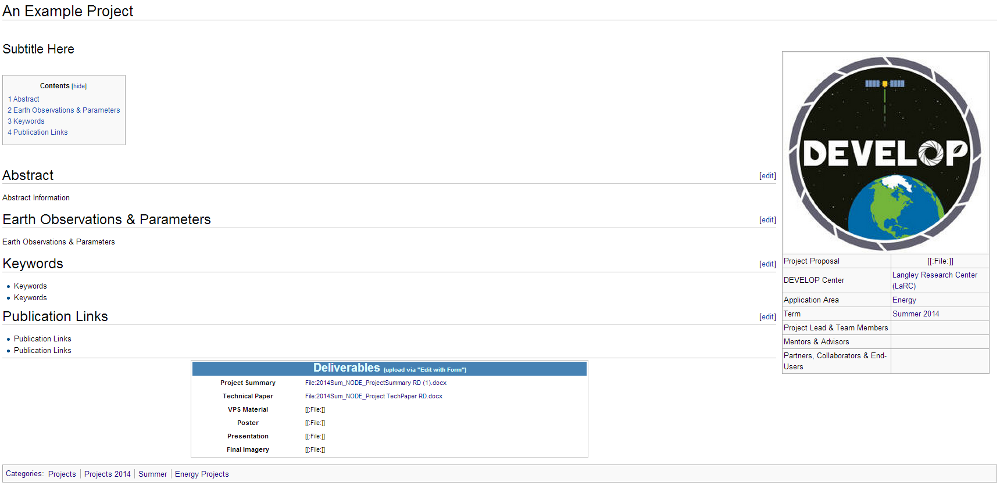 An Example Project
Subtitle Here
Contents [hide]
1 Abstract
2 Earth Observations & Parameters
3 Keywords
4 Publication Links
Abstract [edit]
Abstract Information
Earth Observations & Parameters [edit]
Earth Observations & Parameters
Keywords [edit]
Keywords
Keywords
Publication Links [edit]
Publication Links
Publication Links
DEVELOP
Project Proposal [[:File:]]
DEVELOP Center Langley Research Center
(LaRC)
Application Area Energy
Term Summer 2014
Project Lead & Team Members
Mentors & Advisors
Partners, Collaborators & End-
Users
Deliverables (upload via "Edit with Form")
Project Summary File:2014Sum_NODE_ProjectSummary RD (1).docx
Technical Paper File:2014Sum_NODE_Project TechPaper RD.docx
VPS Material [[:File:]]
Poster [[:File:]]
Presentation [[:File:]]
Final Imagery [[:File:]]
Categories: Projects | Projects 2014 | Summer | Energy Projects